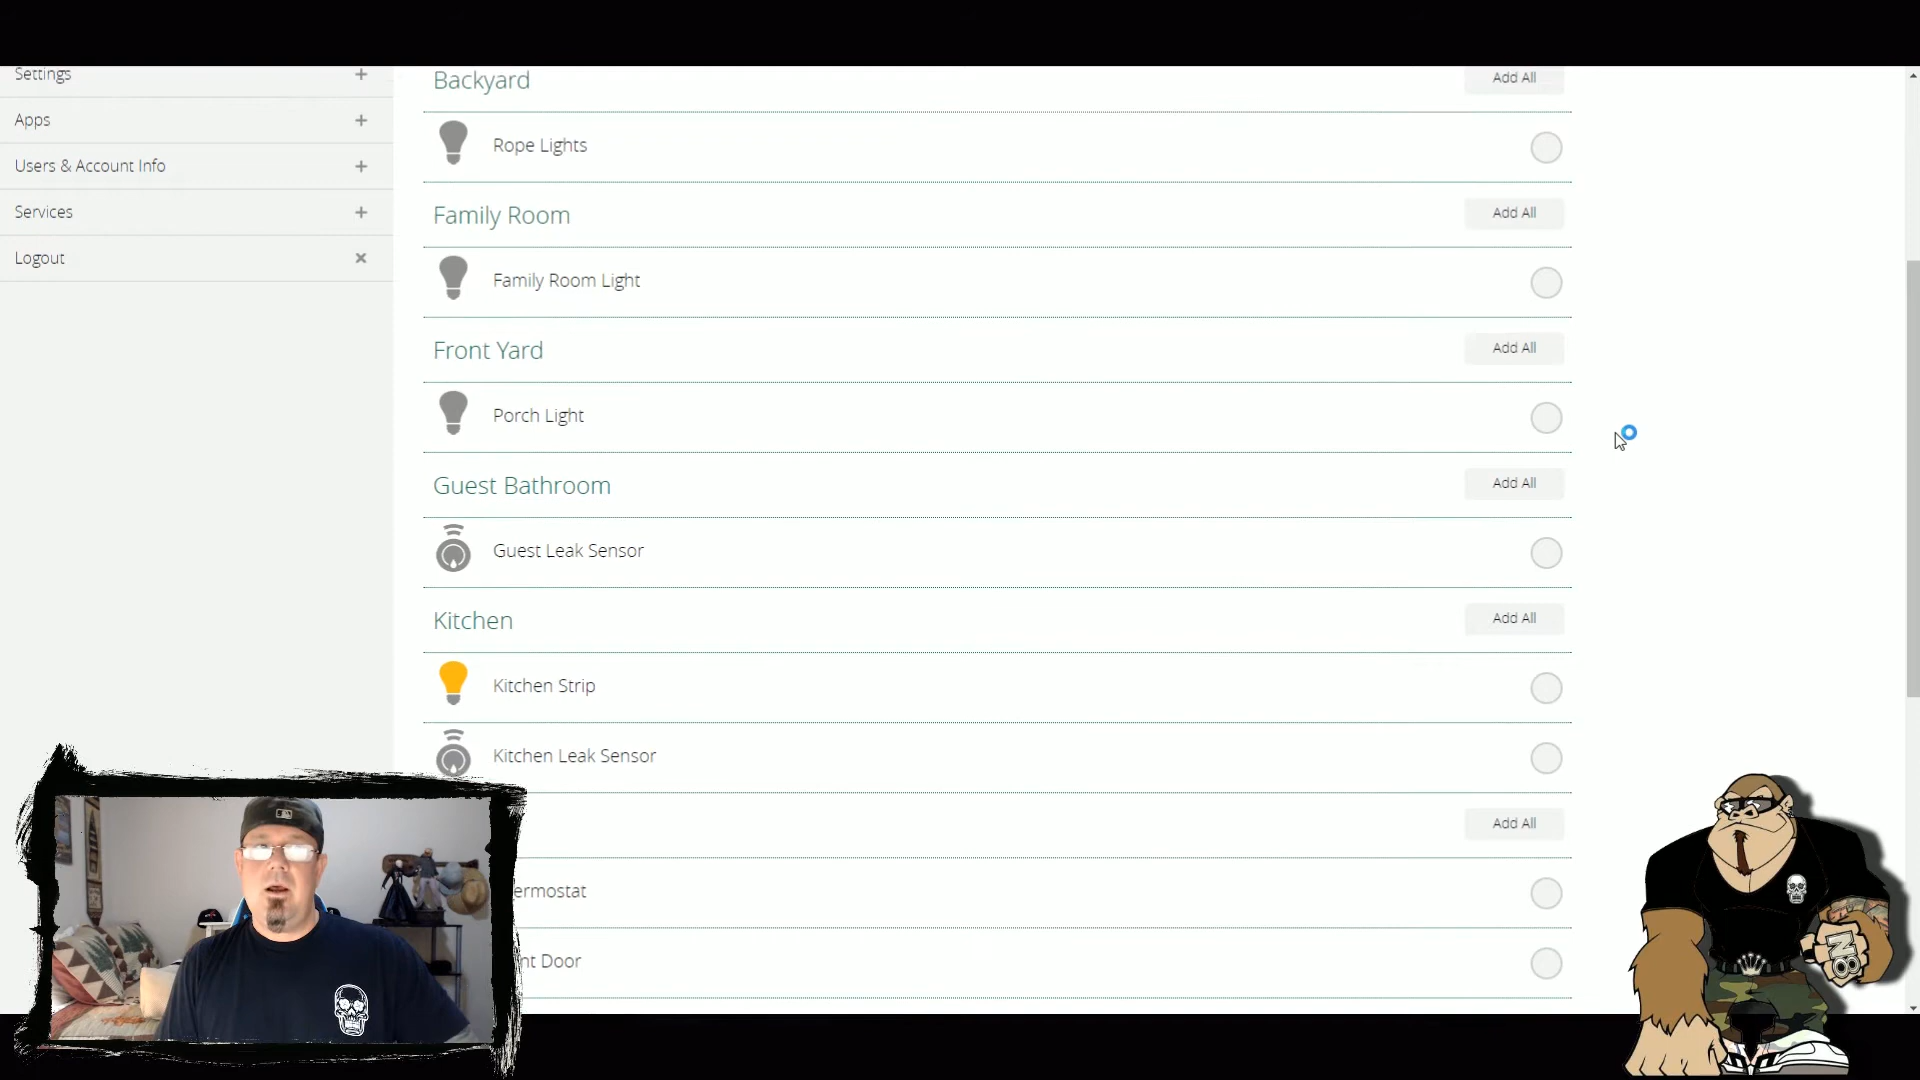 Settings
Apps
Users & Account Info
Services
Logout
Backyard
Add All
Rope Lights
Family Room
Add All
Family Room Light
Front Yard
Add All
Porch Light
Guest Bathroom
Add All
Guest Leak Sensor
Kitchen
Add All
Kitchen Strip
Kitchen Leak Sensor
Add All
ermostat
nt Door